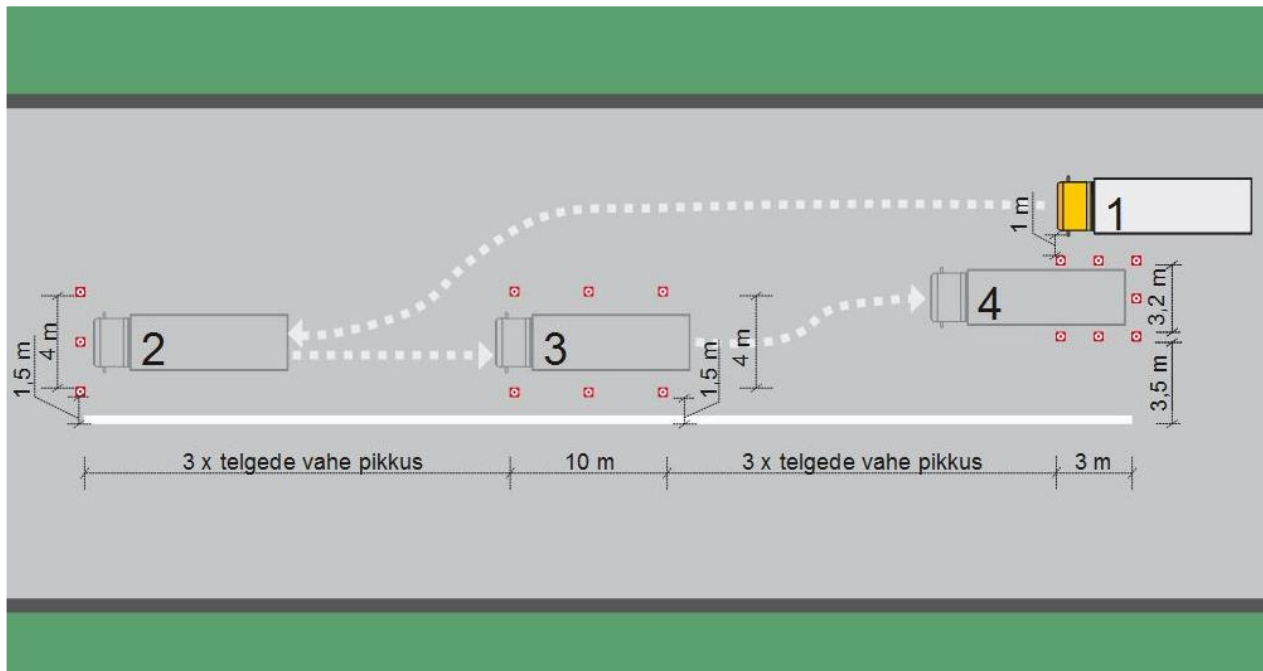 1
1 m
4
3,2 m
2
3
4 m
4 m
1,5 m
1,5 m
3,5 m
3 x telgede vahe pikkus
10 m
3 x telgede vahe pikkus
3 m